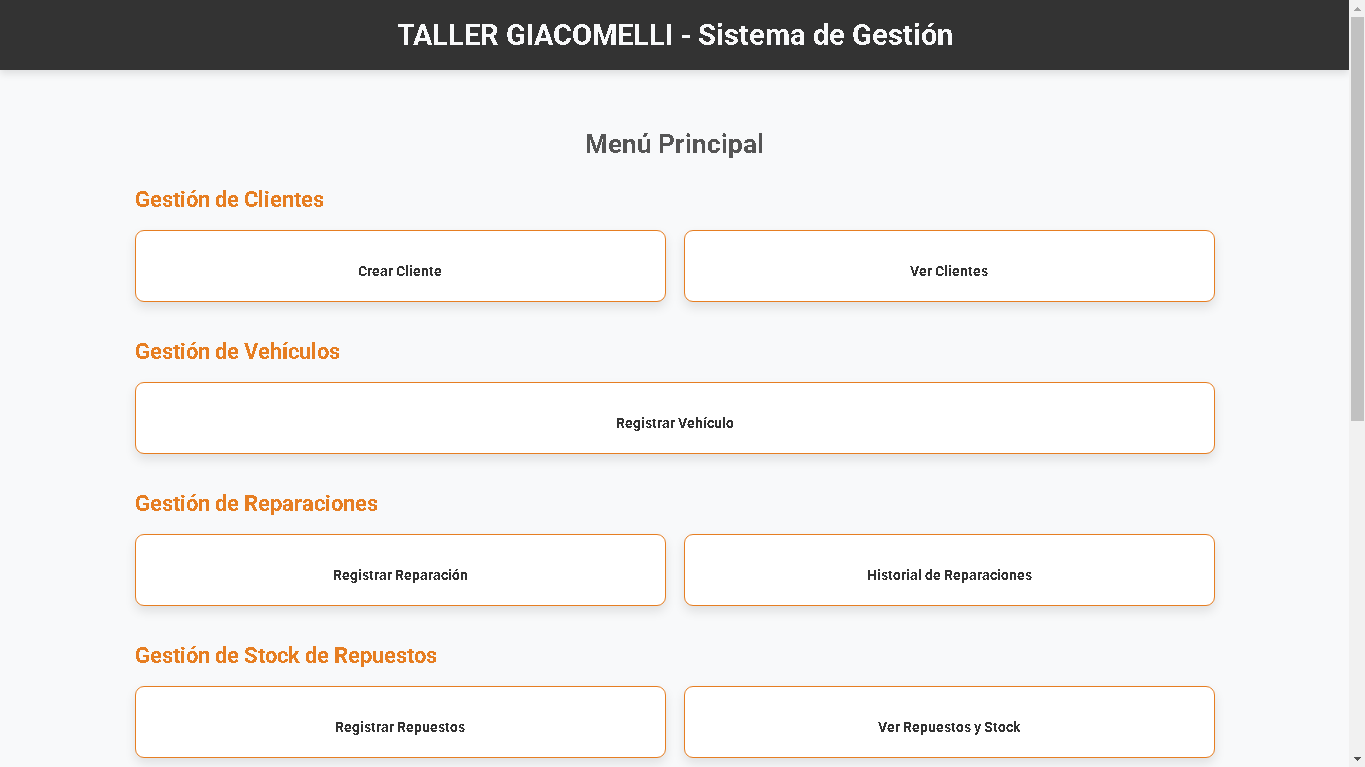 TALLER GIACOMELLI - Sistema de Gestión
Menú Principal
Gestión de Clientes
Crear Cliente
Ver Clientes
Gestión de Vehículos
Registrar Vehículo
Gestión de Reparaciones
Registrar Reparación
Historial de Reparaciones
Gestión de Stock de Repuestos
Registrar Repuestos
Ver Repuestos y Stock